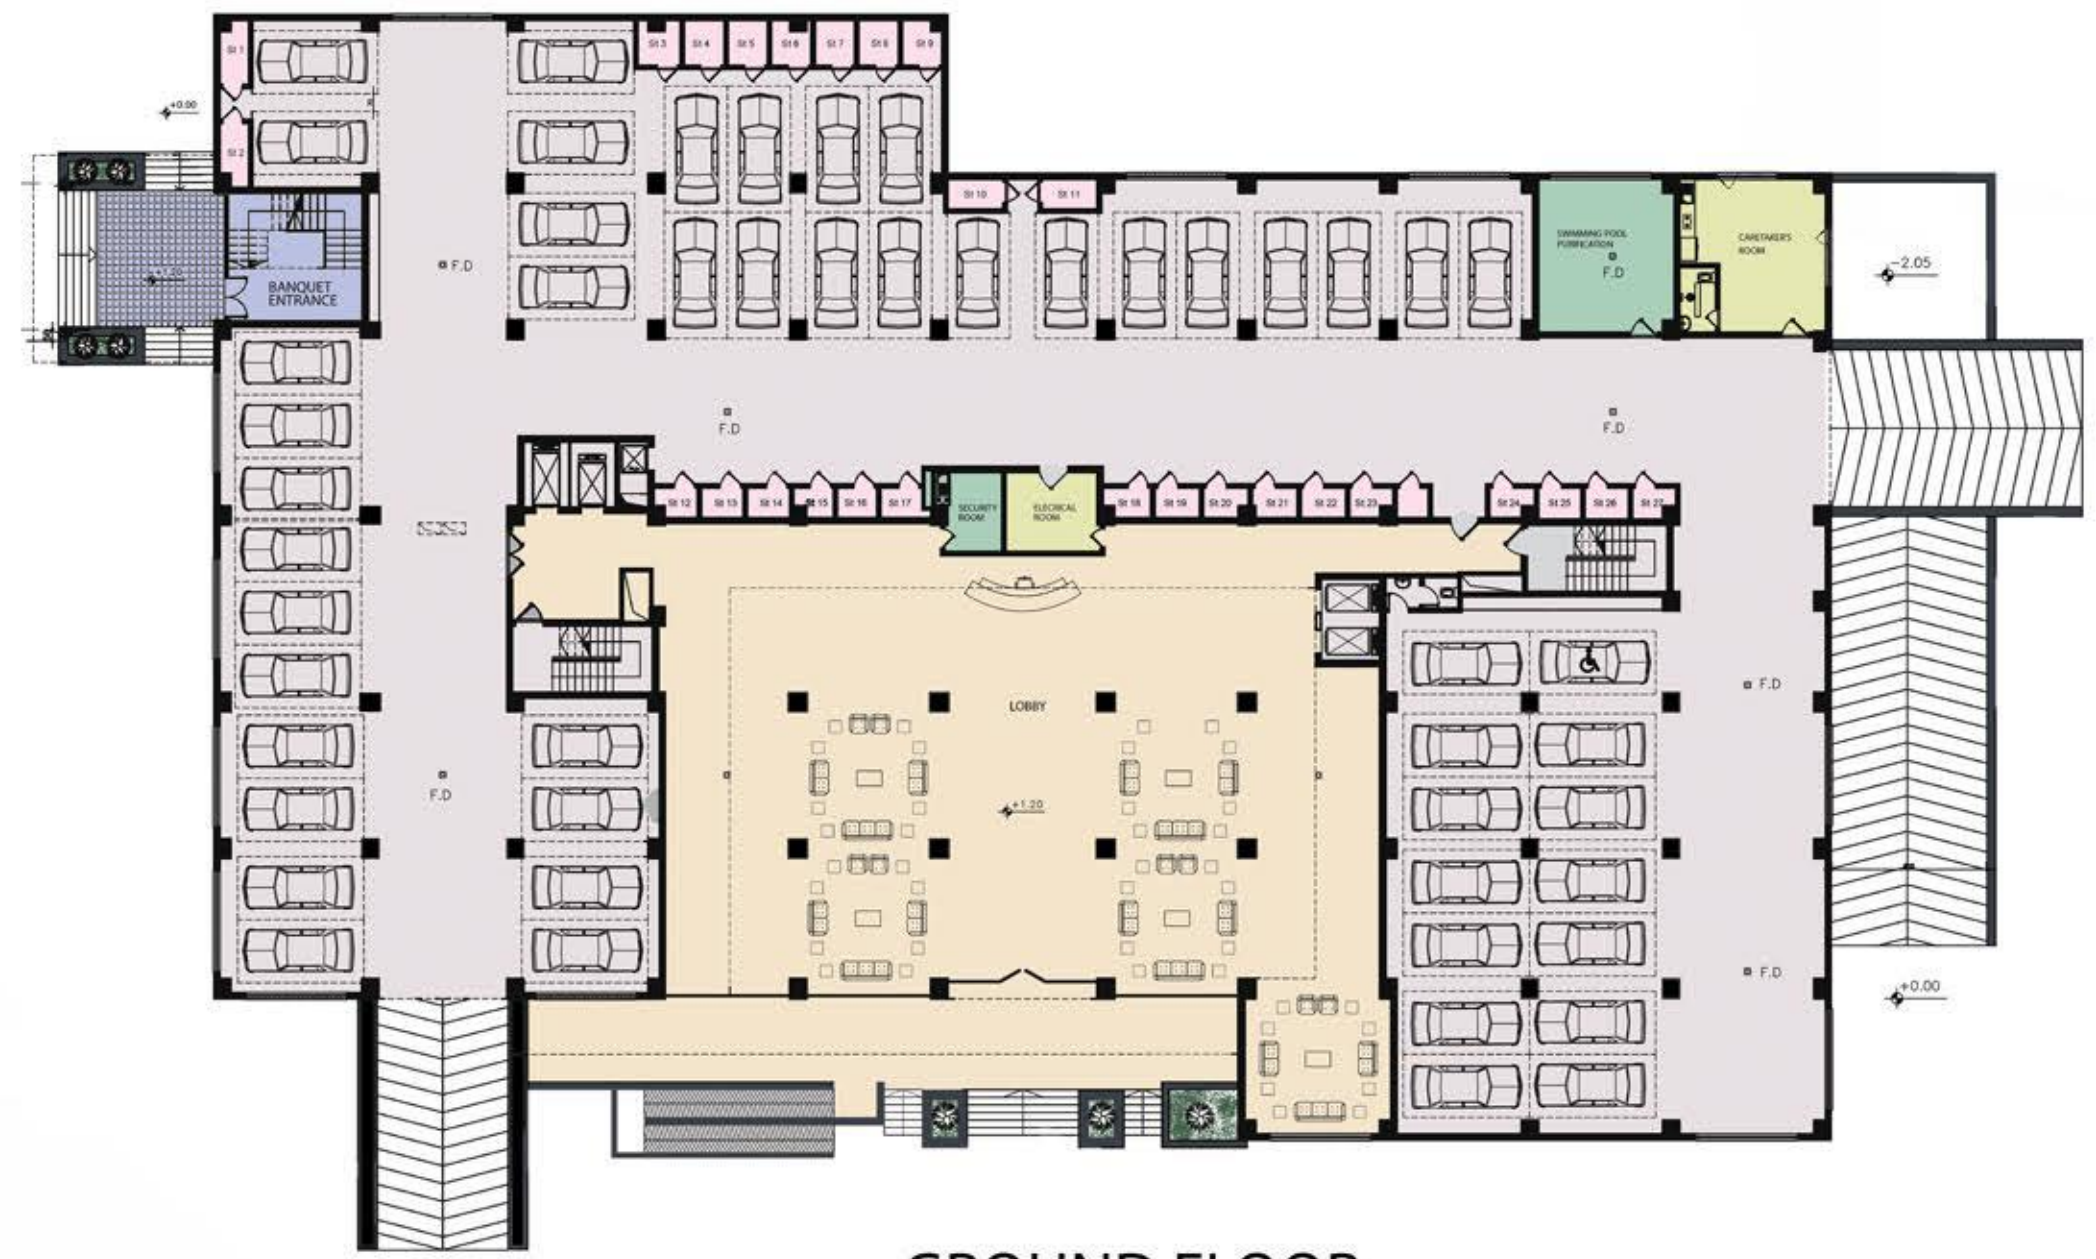 St 1
St 3
St 4
St 5
St 6
St 7
St 8
St 9
+0.00
St 2
St 10
St 11
+1.20
BANQUET
ENTRANCE
F.D
SWIMMING POOL
PURIFICATION
F.D
CARETAKER'S
ROOM
-2.05
F.D
F.D
St 12
St 13
St 14
St 15
St 16
St 17
SECURITY
ROOM
ELECRICAL
ROOM
St 18
St 19
St 20
St 21
St 22
St 23
St 24
St 25
St 26
St 27
F.D
LOBBY
F.D
+1.20
F.D
+0.00
GROUND FLOOR